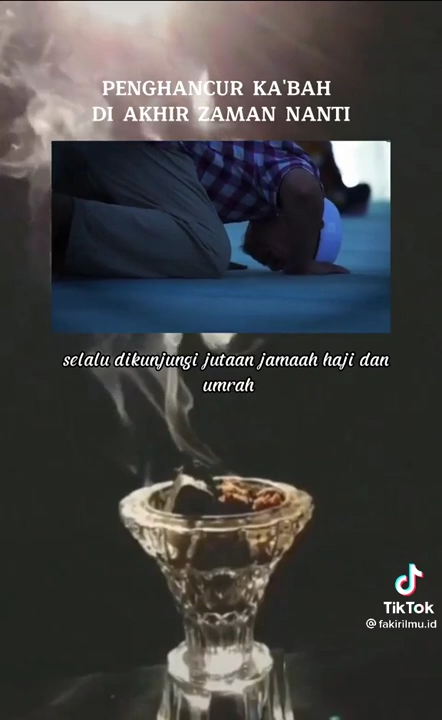 PENGHANCUR KA'BAH
DI AKHIR ZAMAN NANTI
selalu dikunjungi jutaan jamaah haji dan
umrah
TikTok
@fakirilmu.id